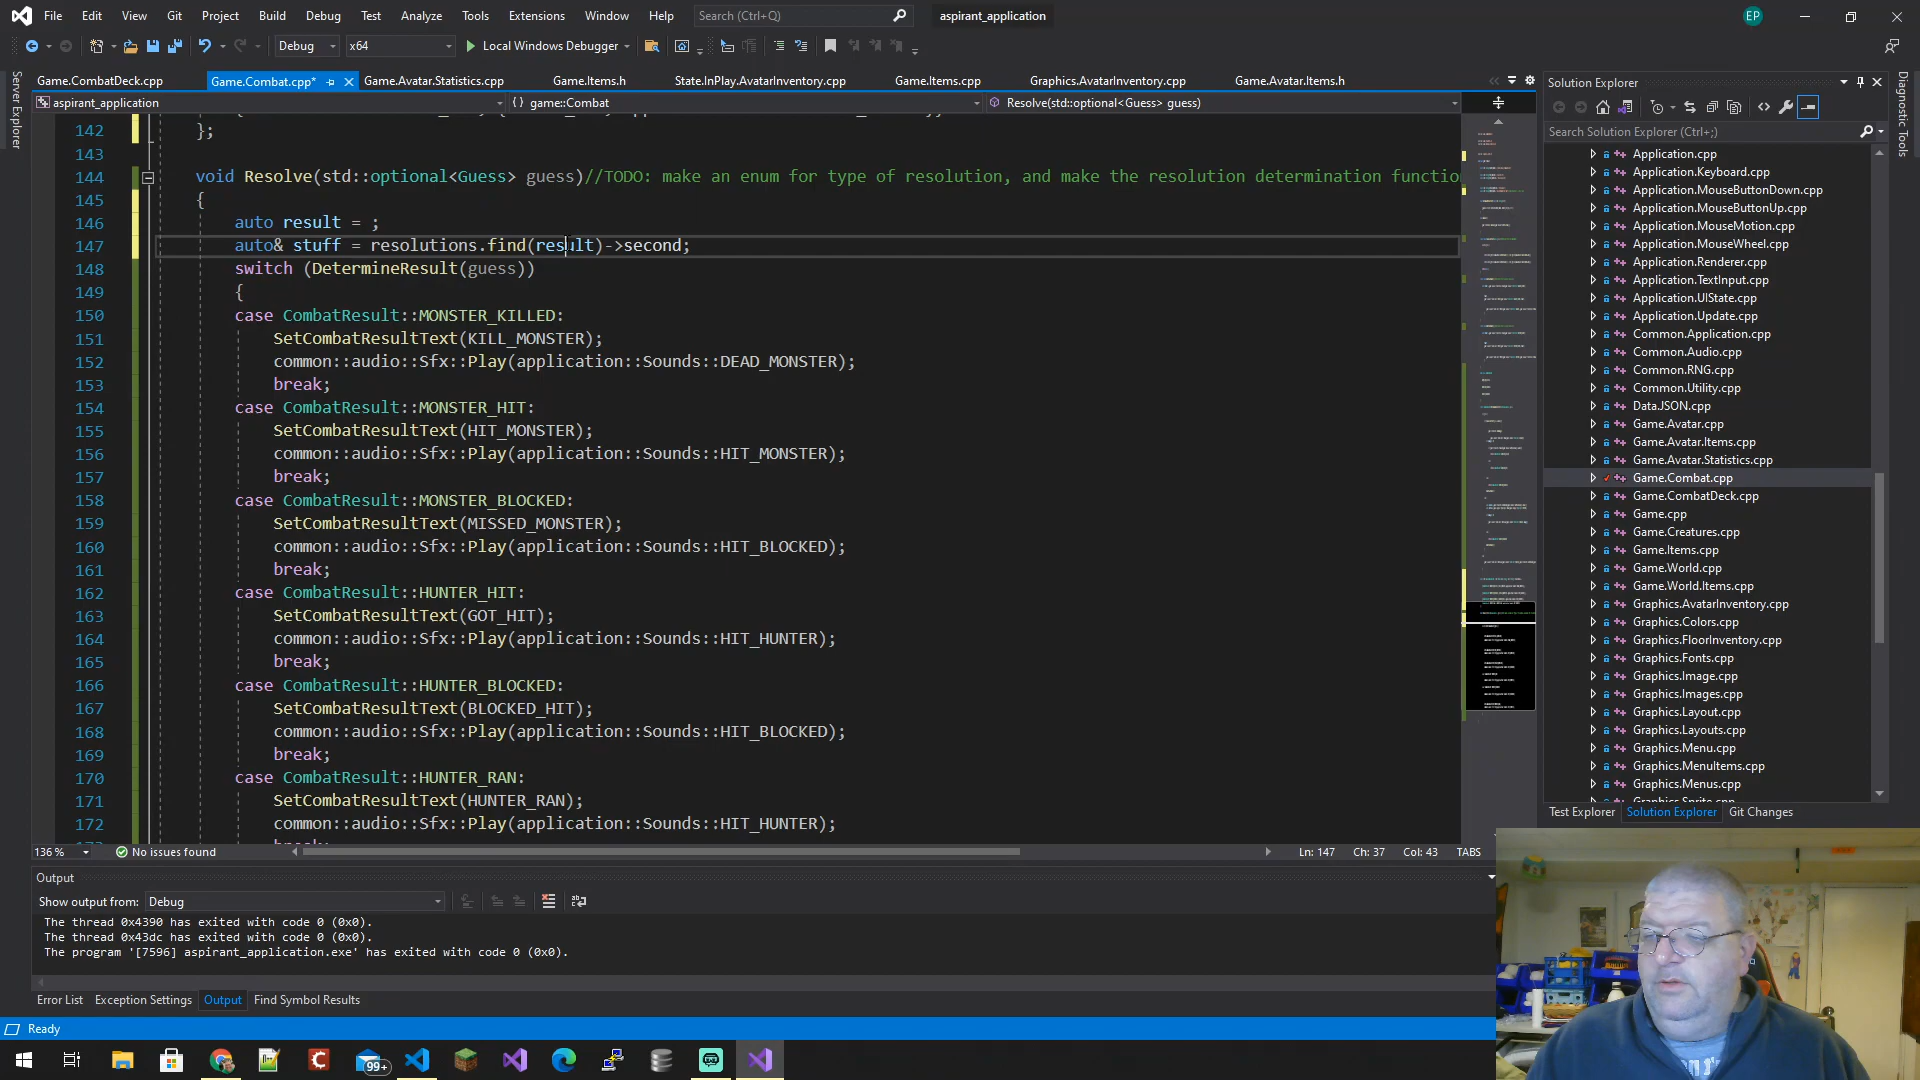 File Edit View Git Project Build Debug Test Analyze Tools Extensions Window Help Search (Ctrl+Q) aspirant_application EP
Debug x64 Local Windows Debugger
Game.CombatDeck.cpp Game.Combat.cpp* Game.Avatar.Statistics.cpp Game.Items.h State.InPlay.AvatarInventory.cpp Game.Items.cpp Graphics.AvatarInventory.cpp Game.Avatar.Items.h
aspirant_application game::Combat Resolve(std::optional<Guess> guess)
Server Explorer
142 };
143
144 void Resolve(std::optional<Guess> guess)//TODO: make an enum for type of resolution, and make the resolution determination functio
145 {
146 auto result = ;
147 auto& stuff = resolutions.find(result)->second;
148 switch (DetermineResult(guess))
149 {
150 case CombatResult::MONSTER_KILLED:
151 SetCombatResultText(KILL_MONSTER);
152 common::audio::Sfx::Play(application::Sounds::DEAD_MONSTER);
153 break;
154 case CombatResult::MONSTER_HIT:
155 SetCombatResultText(HIT_MONSTER);
156 common::audio::Sfx::Play(application::Sounds::HIT_MONSTER);
157 break;
158 case CombatResult::MONSTER_BLOCKED:
159 SetCombatResultText(MISSED_MONSTER);
160 common::audio::Sfx::Play(application::Sounds::HIT_BLOCKED);
161 break;
162 case CombatResult::HUNTER_HIT:
163 SetCombatResultText(GOT_HIT);
164 common::audio::Sfx::Play(application::Sounds::HIT_HUNTER);
165 break;
166 case CombatResult::HUNTER_BLOCKED:
167 SetCombatResultText(BLOCKED_HIT);
168 common::audio::Sfx::Play(application::Sounds::HIT_BLOCKED);
169 break;
170 case CombatResult::HUNTER_RAN:
171 SetCombatResultText(HUNTER_RAN);
172 common::audio::Sfx::Play(application::Sounds::HIT_HUNTER);
136 % No issues found Ln: 147 Ch: 37 Col: 43 TABS
Output
Show output from: Debug
The thread 0x4390 has exited with code 0 (0x0).
The thread 0x43dc has exited with code 0 (0x0).
The program '[7596] aspirant_application.exe' has exited with code 0 (0x0).
Error List Exception Settings Output Find Symbol Results
Ready
99+
Solution Explorer
Search Solution Explorer (Ctrl+;)
Application.cpp
Application.Keyboard.cpp
Application.MouseButtonDown.cpp
Application.MouseButtonUp.cpp
Application.MouseMotion.cpp
Application.MouseWheel.cpp
Application.Renderer.cpp
Application.TextInput.cpp
Application.UIState.cpp
Application.Update.cpp
Common.Application.cpp
Common.Audio.cpp
Common.RNG.cpp
Common.Utility.cpp
Data.JSON.cpp
Game.Avatar.cpp
Game.Avatar.Items.cpp
Game.Avatar.Statistics.cpp
Game.Combat.cpp
Game.CombatDeck.cpp
Game.cpp
Game.Creatures.cpp
Game.Items.cpp
Game.World.cpp
Game.World.Items.cpp
Graphics.AvatarInventory.cpp
Graphics.Colors.cpp
Graphics.FloorInventory.cpp
Graphics.Fonts.cpp
Graphics.Image.cpp
Graphics.Images.cpp
Graphics.Layout.cpp
Graphics.Layouts.cpp
Graphics.Menu.cpp
Graphics.MenuItems.cpp
Graphics.Menus.cpp
Graphics.Sprite.cpp
Test Explorer Solution Explorer Git Changes
Diagnostic Tools